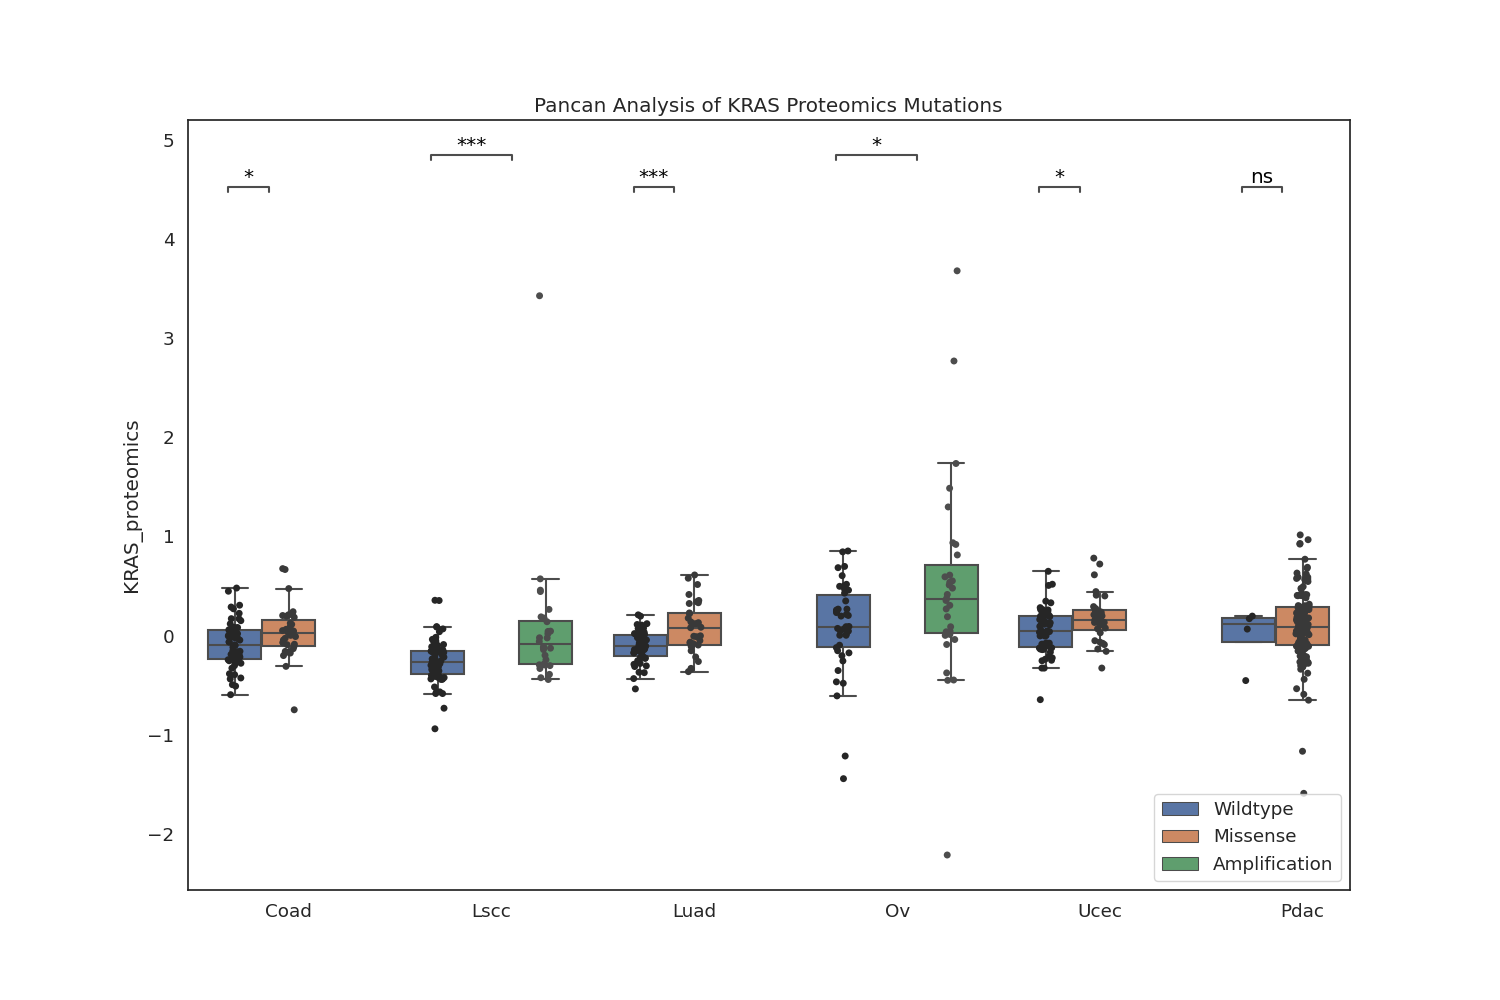 Pancan Analysis of KRAS Proteomics Mutations
5
4
3
2
1
0
−1
−2
KRAS_proteomics
*
***
***
*
*
ns
Wildtype
Missense
Amplification
Coad
Lscc
Luad
Ov
Ucec
Pdac